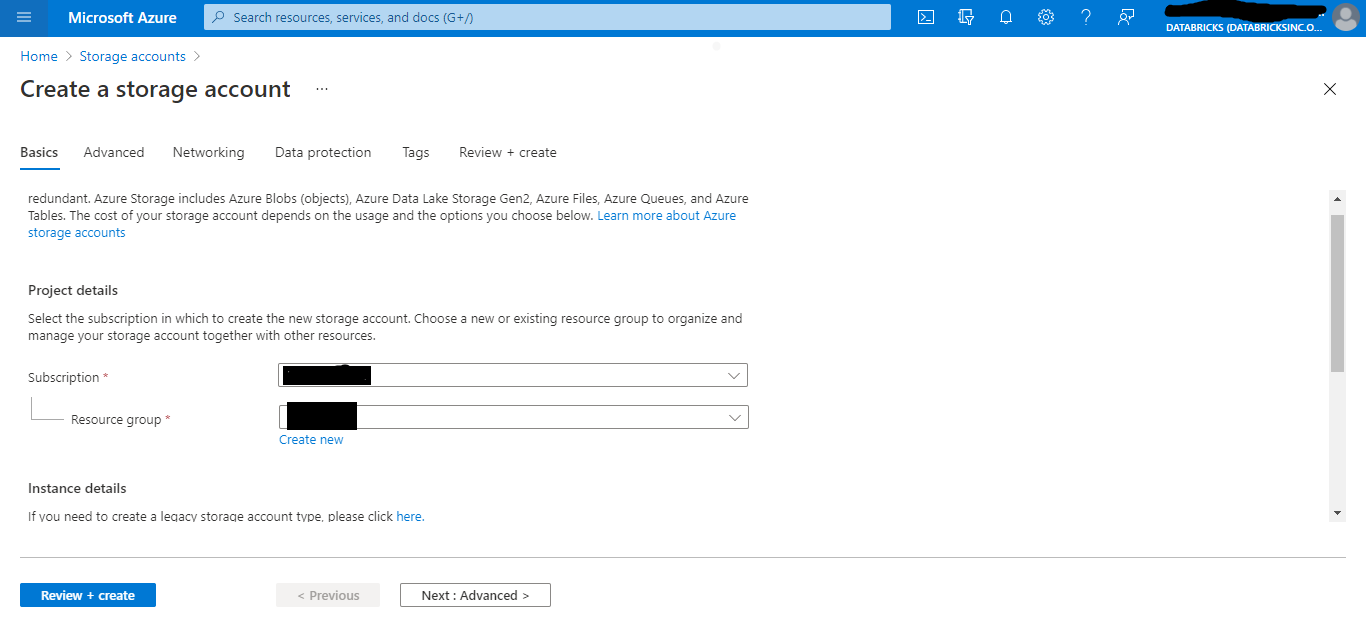 Microsoft Azure
Search resources, services, and docs (G+/)
DATABRICKS (DATABRICKSINC.O...
Home > Storage accounts >
Create a storage account ...
Basics Advanced Networking Data protection Tags Review + create
redundant. Azure Storage includes Azure Blobs (objects), Azure Data Lake Storage Gen2, Azure Files, Azure Queues, and Azure
Tables. The cost of your storage account depends on the usage and the options you choose below. Learn more about Azure
storage accounts
Project details
Select the subscription in which to create the new storage account. Choose a new or existing resource group to organize and
manage your storage account together with other resources.
Subscription *
Resource group *
Create new
Instance details
If you need to create a legacy storage account type, please click here.
Review + create
< Previous
Next : Advanced >